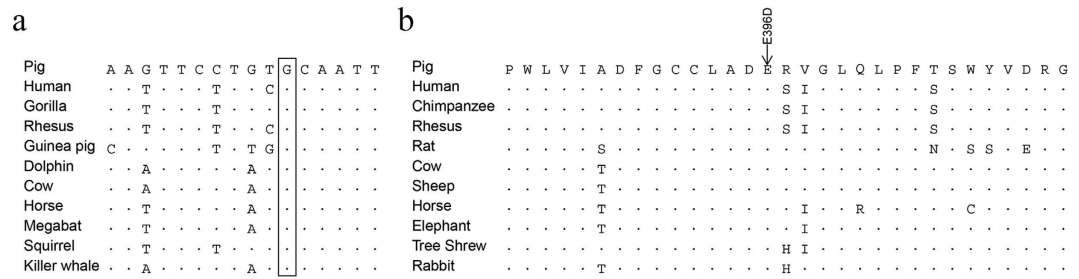 a
Pig A A G T T C C T G T G C A A T T
Human . . T . . . T . . C . . . . . .
Gorilla . . T . . . T . . . . . . . . .
Rhesus . . T . . . T . . C . . . . . .
Guinea pig C . . . . . T . T G . . . . . .
Dolphin . . A . . . . . A . . . . . . .
Cow . . A . . . . . A . . . . . . .
Horse . . T . . . . . A . . . . . . .
Megabat . . T . . . . . A . . . . . . .
Squirrel . . T . . . T . . . . . . . . .
Killer whale . . A . . . . . A . . . . . . .
b
E396D
Pig P W L V I A D F G C C L A D E R V G L Q L P F T S W Y V D R G
Human . . . . . . . . . . . . . . . S I . . . . . . S . . . . . . .
Chimpanzee . . . . . . . . . . . . . . . S I . . . . . . S . . . . . . .
Rhesus . . . . . . . . . . . . . . . S I . . . . . . S . . . . . . .
Rat . . . . . S . . . . . . . . . . . . . . . . . N . S S . E . .
Cow . . . . . T . . . . . . . . . . . . . . . . . . . . . . . . .
Sheep . . . . . T . . . . . . . . . . . . . . . . . . . . . . . . .
Horse . . . . . T . . . . . . . . . . I . . R . . . . . C . . . . .
Elephant . . . . . T . . . . . . . . . . I . . . . . . . . . . . . . .
Tree Shrew . . . . . . . . . . . . . . . H I . . . . . . . . . . . . . .
Rabbit . . . . . T . . . . . . . . . H . . . . . . . . . . . . . . .